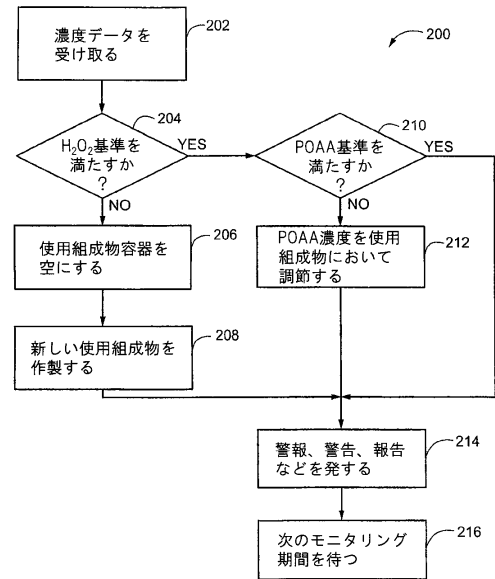 202
濃度データを
受け取る
200
204
H₂O₂基準を
満たすか
?
YES
NO
210
POAA基準を
満たすか
?
YES
NO
206
使用組成物容器を
空にする
212
POAA濃度を使用
組成物において
調節する
208
新しい使用組成物を
作製する
214
警報、警告、報告
などを発する
216
次のモニタリング
期間を待つ